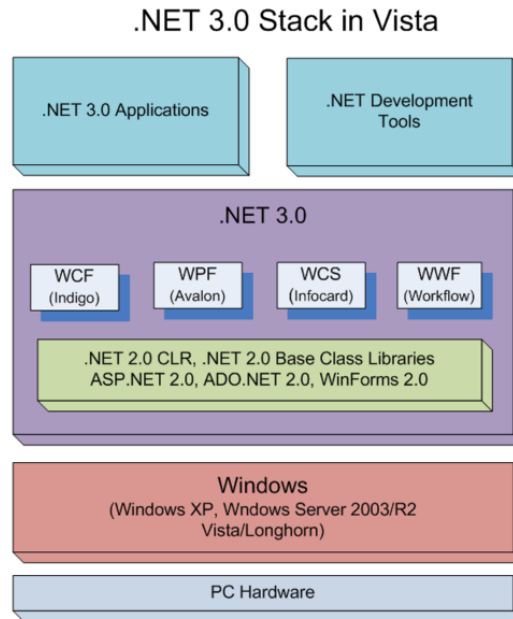 .NET 3.0 Stack in Vista
.NET 3.0 Applications
.NET Development
Tools
.NET 3.0
WCF
(Indigo)
WPF
(Avalon)
WCS
(Infocard)
WWF
(Workflow)
.NET 2.0 CLR, .NET 2.0 Base Class Libraries
ASP.NET 2.0, ADO.NET 2.0, WinForms 2.0
Windows
(Windows XP, Wndows Server 2003/R2
Vista/Longhorn)
PC Hardware